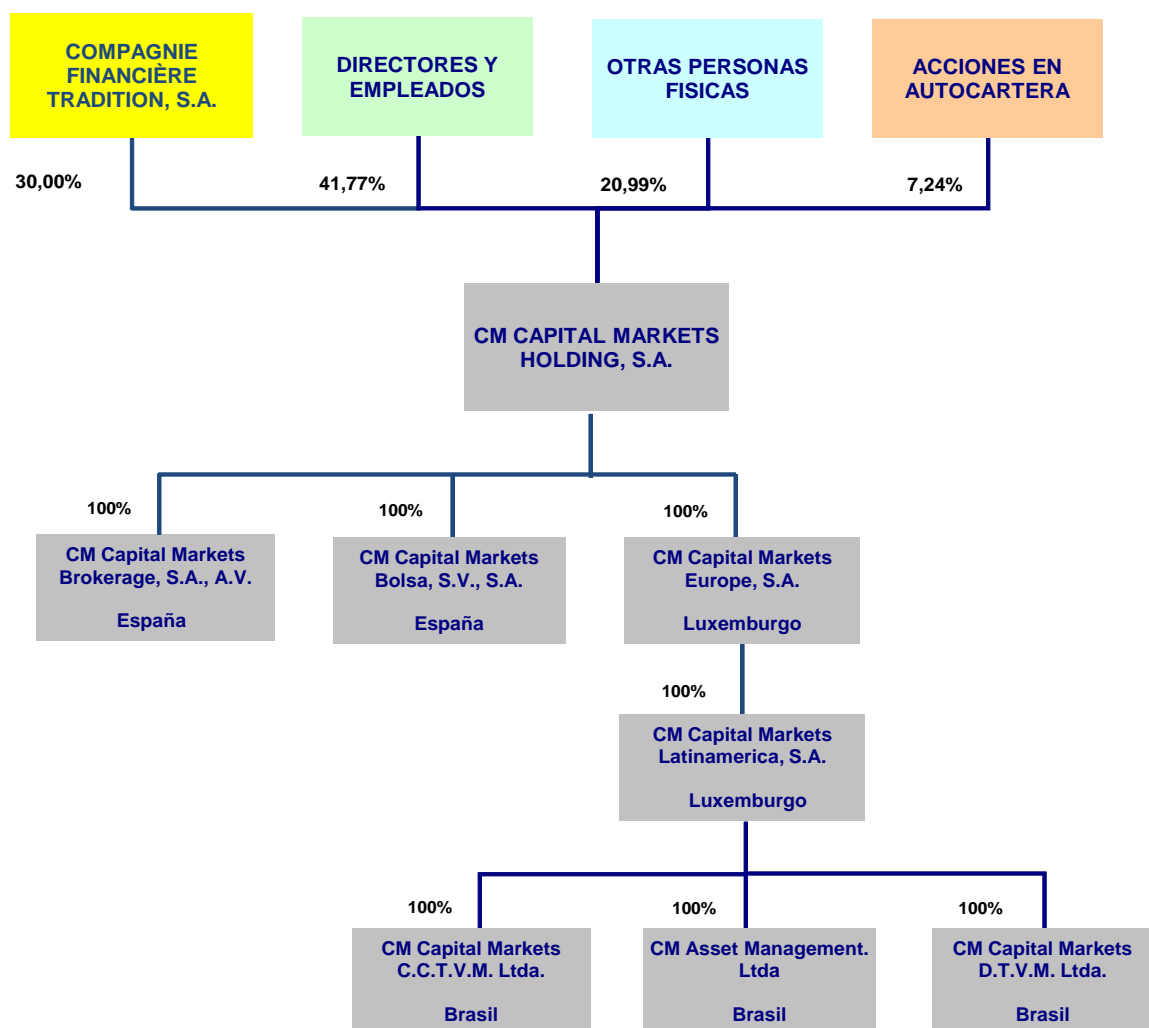 COMPAGNIE
FINANCIÈRE
TRADITION, S.A.
DIRECTORES Y
EMPLEADOS
OTRAS PERSONAS
FISICAS
ACCIONES EN
AUTOCARTERA
30,00%
41,77%
20,99%
7,24%
CM CAPITAL MARKETS
HOLDING, S.A.
100%
100%
100%
CM Capital Markets
Brokerage, S.A., A.V.
España
CM Capital Markets
Bolsa, S.V., S.A.
España
CM Capital Markets
Europe, S.A.
Luxemburgo
100%
CM Capital Markets
Latinamerica, S.A.
Luxemburgo
100%
100%
100%
CM Capital Markets
C.C.T.V.M. Ltda.
Brasil
CM Asset Management.
Ltda
Brasil
CM Capital Markets
D.T.V.M. Ltda.
Brasil